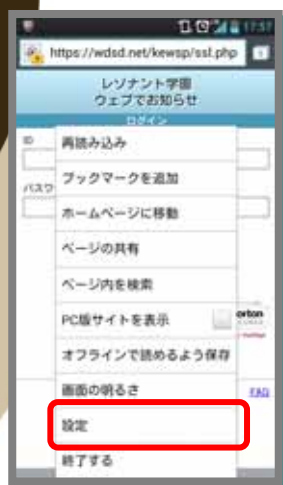 17:57
https://wdsd.net/kewsp/ssl.php
レゾナント学園
ウェブでお知らせ
ログイン
ID
再読み込み
ブックマークを追加
パスワ
ホームページに移動
ページの共有
ページ内を検索
PC版サイトを表示
orton
オフラインで読めるよう保存
画面の明るさ
FAQ
設定
終了する